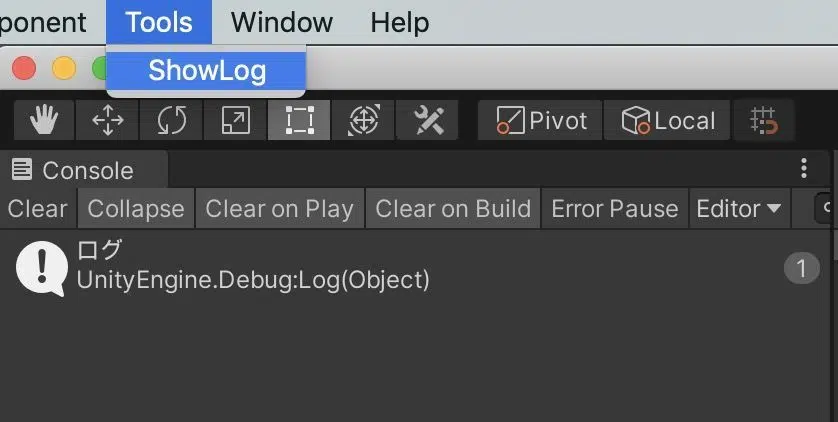 ponent Tools Window Help
ShowLog
Pivot Local
Console
Clear Collapse Clear on Play Clear on Build Error Pause Editor
ログ
UnityEngine.Debug:Log(Object)
1